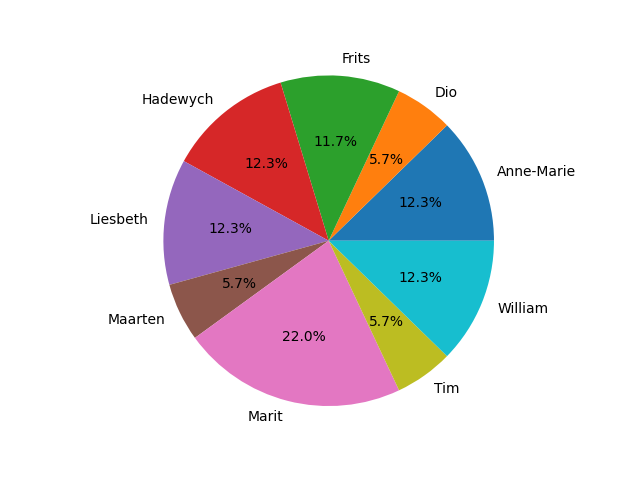 Frits
Dio
Hadewych
11.7%
5.7%
12.3%
Anne-Marie
12.3%
Liesbeth
12.3%
12.3%
5.7%
William
Maarten
5.7%
22.0%
Tim
Marit